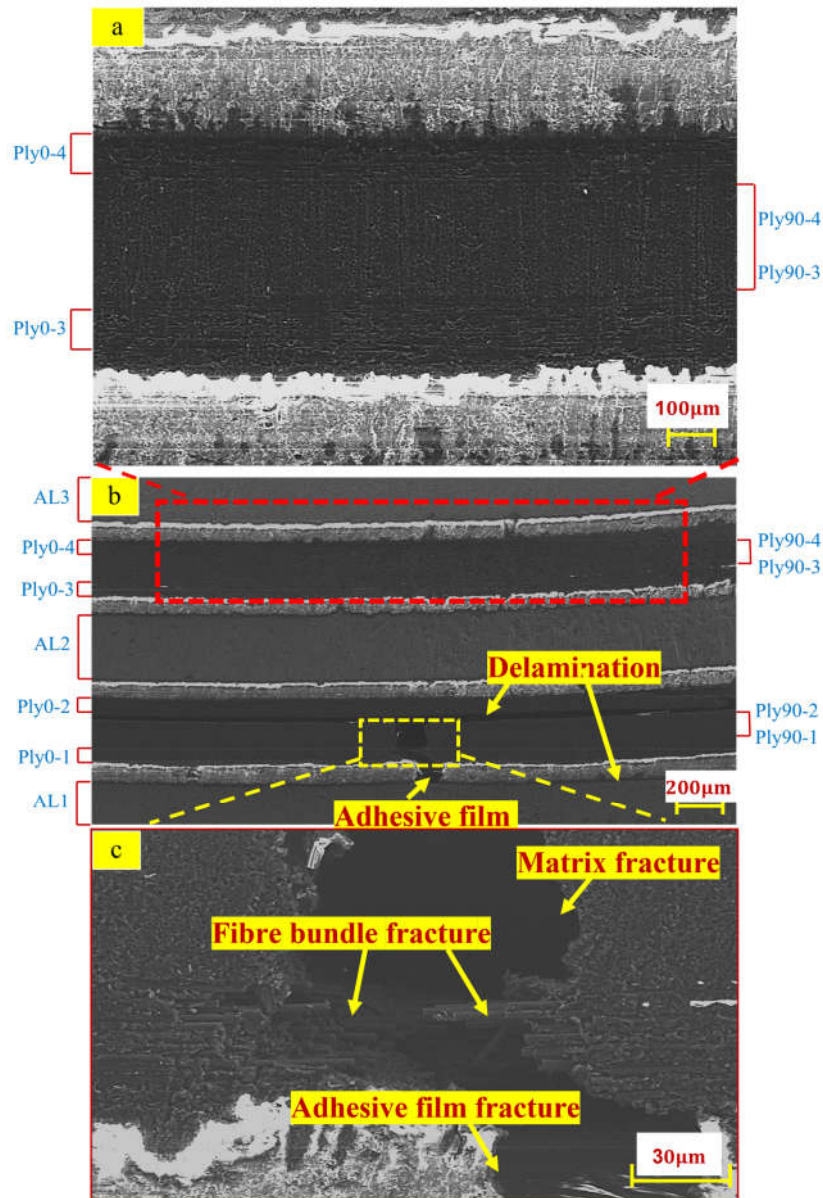 a
Ply0-4
Ply90-4
Ply90-3
Ply0-3
100μm
b
AL3
Ply0-4
Ply90-4
Ply90-3
Ply0-3
AL2
Delamination
Ply0-2
Ply90-2
Ply90-1
Ply0-1
AL1
Adhesive film
200μm
c
Matrix fracture
Fibre bundle fracture
Adhesive film fracture
30μm